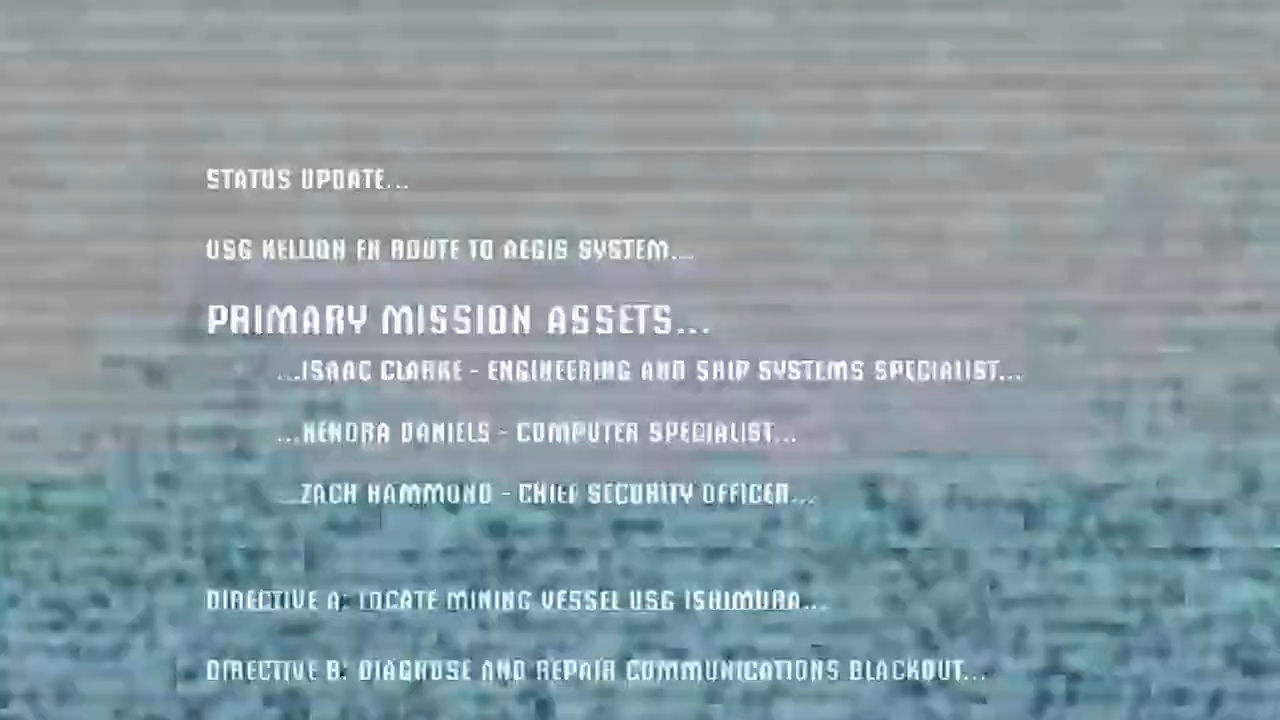 STATUS UPDATE...
USG KELLION EN ROUTE TO AEGIS SYSTEM...
PRIMARY MISSION ASSETS...
...ISAAC CLARKE - ENGINEERING AND SHIP SYSTEMS SPECIALIST...
...KENDRA DANIELS - COMPUTER SPECIALIST...
...ZACH HAMMOND - CHIEF SECURITY OFFICER...
DIRECTIVE A: LOCATE MINING VESSEL USG ISHIMURA...
DIRECTIVE B: DIAGNOSE AND REPAIR COMMUNICATIONS BLACKOUT...